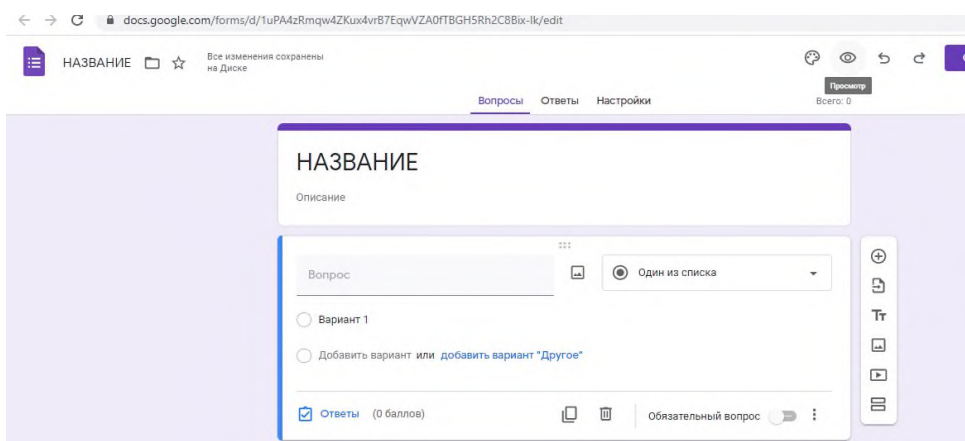 docs.google.com/forms/d/1uPA4zRmqw4ZKux4vrB7EqwVZA0fTBGH5Rh2C8Bix-lk/edit
НАЗВАНИЕ
Все изменения сохранены
на Диске
Просмотр
Вопросы Ответы Настройки
Всего: 0
НАЗВАНИЕ
Описание
Вопрос
Один из списка
Вариант 1
Добавить вариант или добавить вариант "Другое"
Тт
Ответы (0 баллов)
Обязательный вопрос